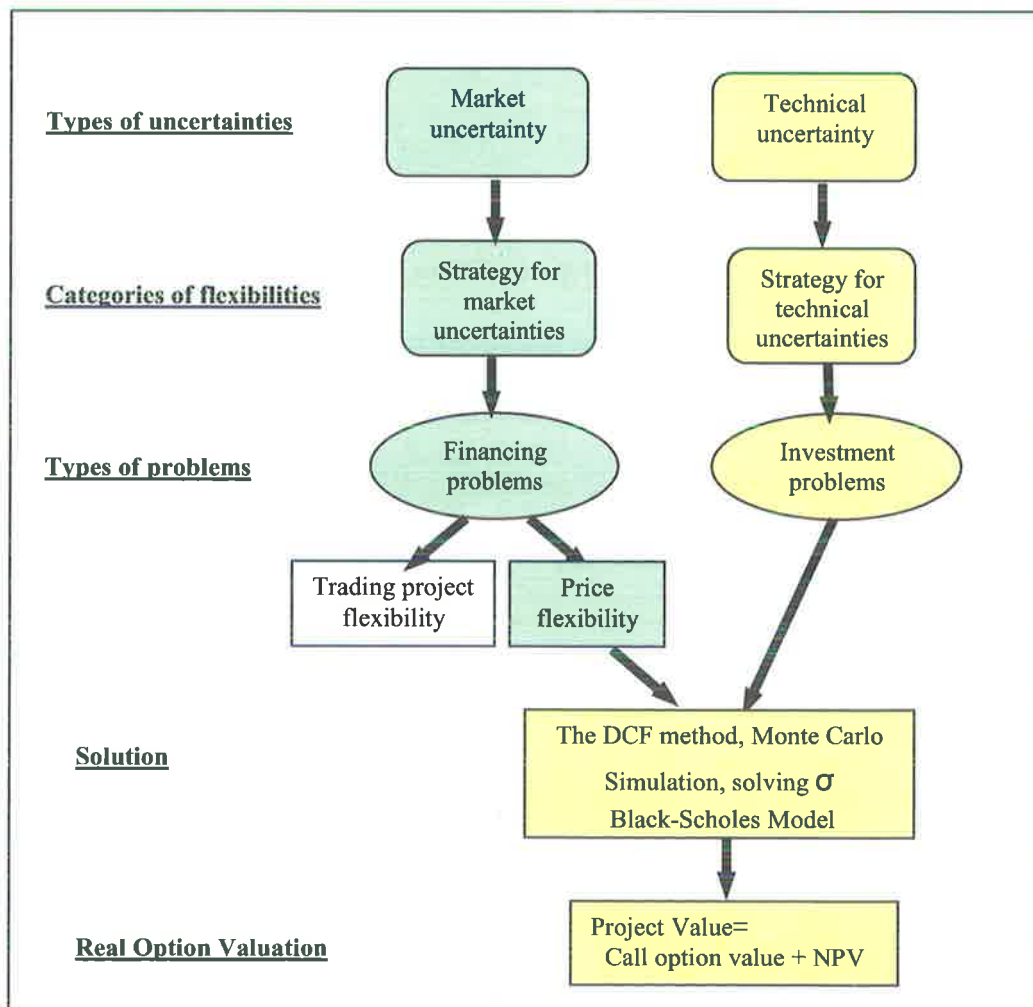 Types of uncertainties
Market
uncertainty
Technical
uncertainty
Categories of flexibilities
Strategy for
market
uncertainties
Strategy for
technical
uncertainties
Types of problems
Financing
problems
Investment
problems
Trading project
flexibility
Price
flexibility
Solution
The DCF method, Monte Carlo
Simulation, solving σ
Black-Scholes Model
Real Option Valuation
Project Value=
Call option value + NPV